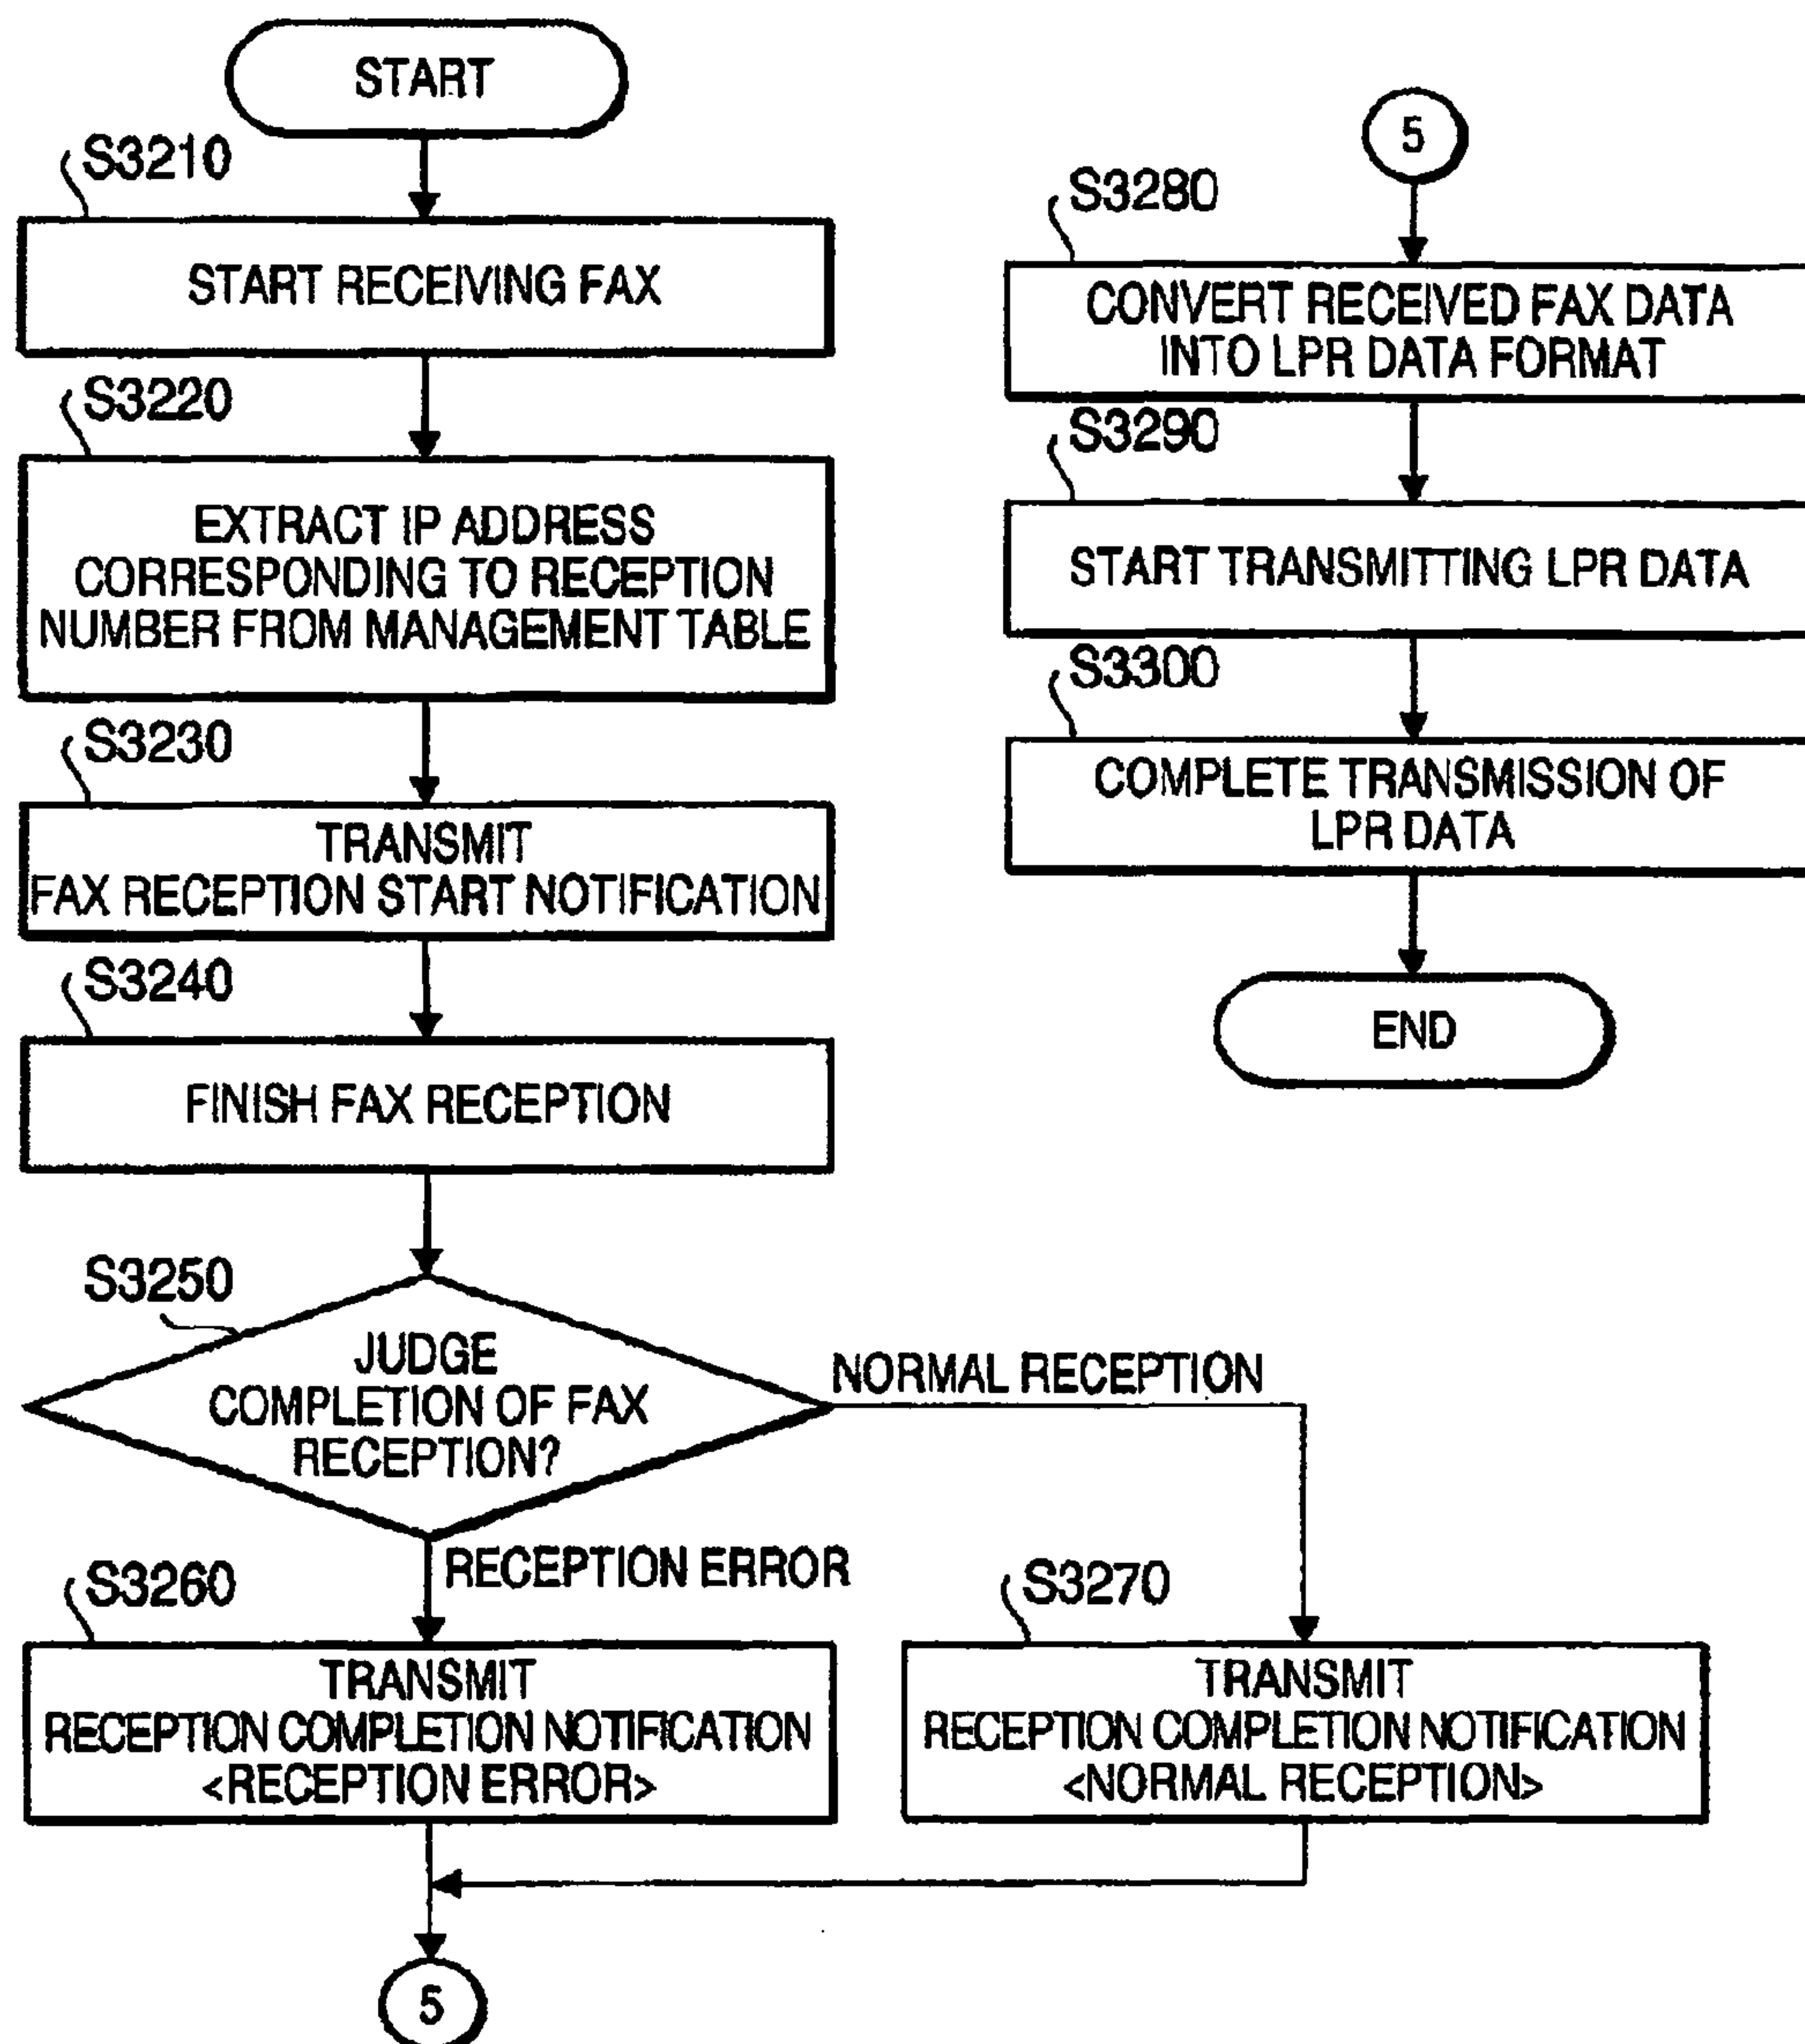 START
S3210
START RECEIVING FAX
S3220
EXTRACT IP ADDRESS
CORRESPONDING TO RECEPTION
NUMBER FROM MANAGEMENT TABLE
S3230
TRANSMIT
FAX RECEPTION START NOTIFICATION
S3240
FINISH FAX RECEPTION
S3250
JUDGE
COMPLETION OF FAX
RECEPTION?
NORMAL RECEPTION
RECEPTION ERROR
S3260
TRANSMIT
RECEPTION COMPLETION NOTIFICATION
<RECEPTION ERROR>
S3270
TRANSMIT
RECEPTION COMPLETION NOTIFICATION
<NORMAL RECEPTION>
5
5
S3280
CONVERT RECEIVED FAX DATA
INTO LPR DATA FORMAT
S3290
START TRANSMITTING LPR DATA
S3300
COMPLETE TRANSMISSION OF
LPR DATA
END